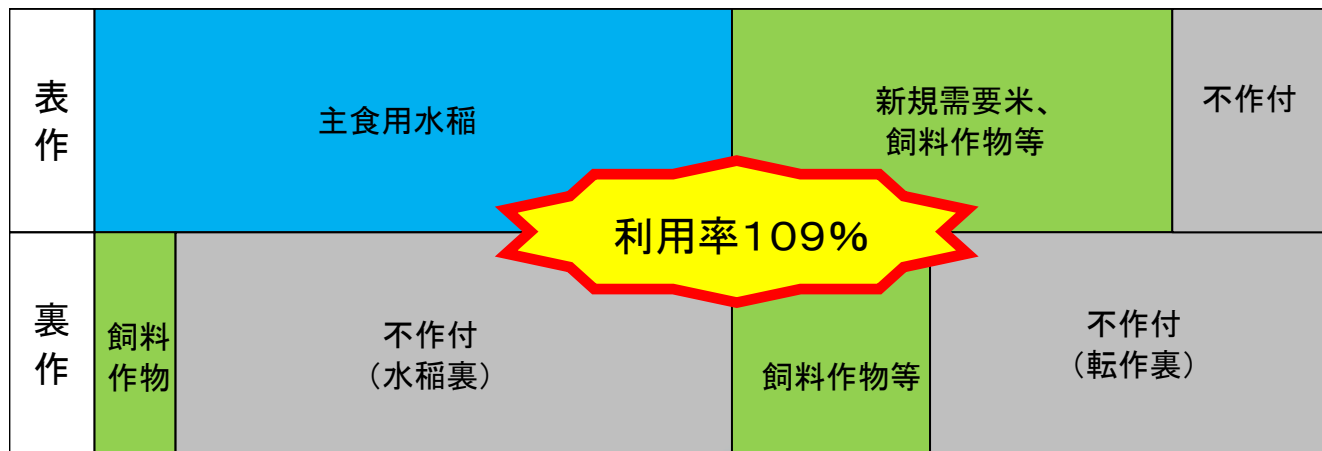 表作
主食用水稲
新規需要米、
飼料作物等
不作付
利用率109%
裏作
飼料
作物
不作付
（水稲裏）
飼料作物等
不作付
（転作裏）